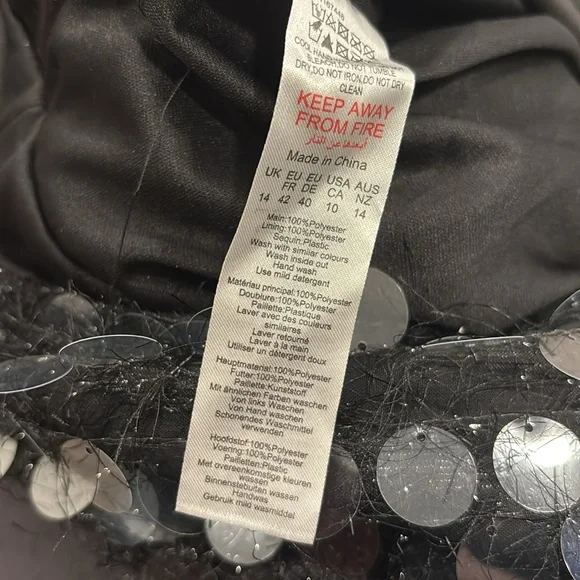 COOL HAND
BLEACH,DO NOT TUMBLE
DRY,DO NOT IRON,DO NOT DRY
CLEAN
KEEP AWAY
FROM FIRE
أبعدها عن النار
Made in China
UK EU EU USA AUS
FR DE CA NZ
14 42 40 10 14
Main:100%Polyester
Lining:100%Polyester
Sequin:Plastic
Wash with similar colours
Wash inside out
Hand wash
Use mild detergent
Matériau principal:100%Polyester
Doublure:100%Polyester
Paillette:Plastique
Laver avec des couleurs
similaires
Laver retourné
Laver à la main
Utiliser un détergent doux
Hauptmaterial:100%Polyester
Futter:100%Polyester
Paillette:Kunststoff
Mit ähnlichen Farben waschen
Von links Waschen
Von Hand waschen
Schonendes Waschmittel
verwenden
Hoofdstof:100%Polyester
Voering:100%Polyester
Pailletten:Plastic
Met overeenkomstige kleuren
wassen
Binnenstebuiten wassen
Handwas
Gebruik mild wasmiddel